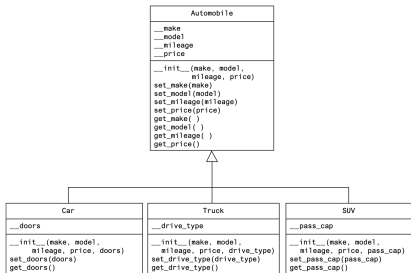 Automobile
__make
__model
__mileage
__price
__init__(make, model,
mileage, price)
set_make(make)
set_model(model)
set_mileage(mileage)
set_price(price)
get_make( )
get_model( )
get_mileage( )
get_price()
Car
__doors
__init__(make, model,
mileage, price, doors)
set_doors(doors)
get_doors()
Truck
__drive_type
__init__(make, model,
mileage, price, drive_type)
set_drive_type(drive_type)
get_drive_type()
SUV
__pass_cap
__init__(make, model,
mileage, price, pass_cap)
set_pass_cap(pass_cap)
get_pass_cap()